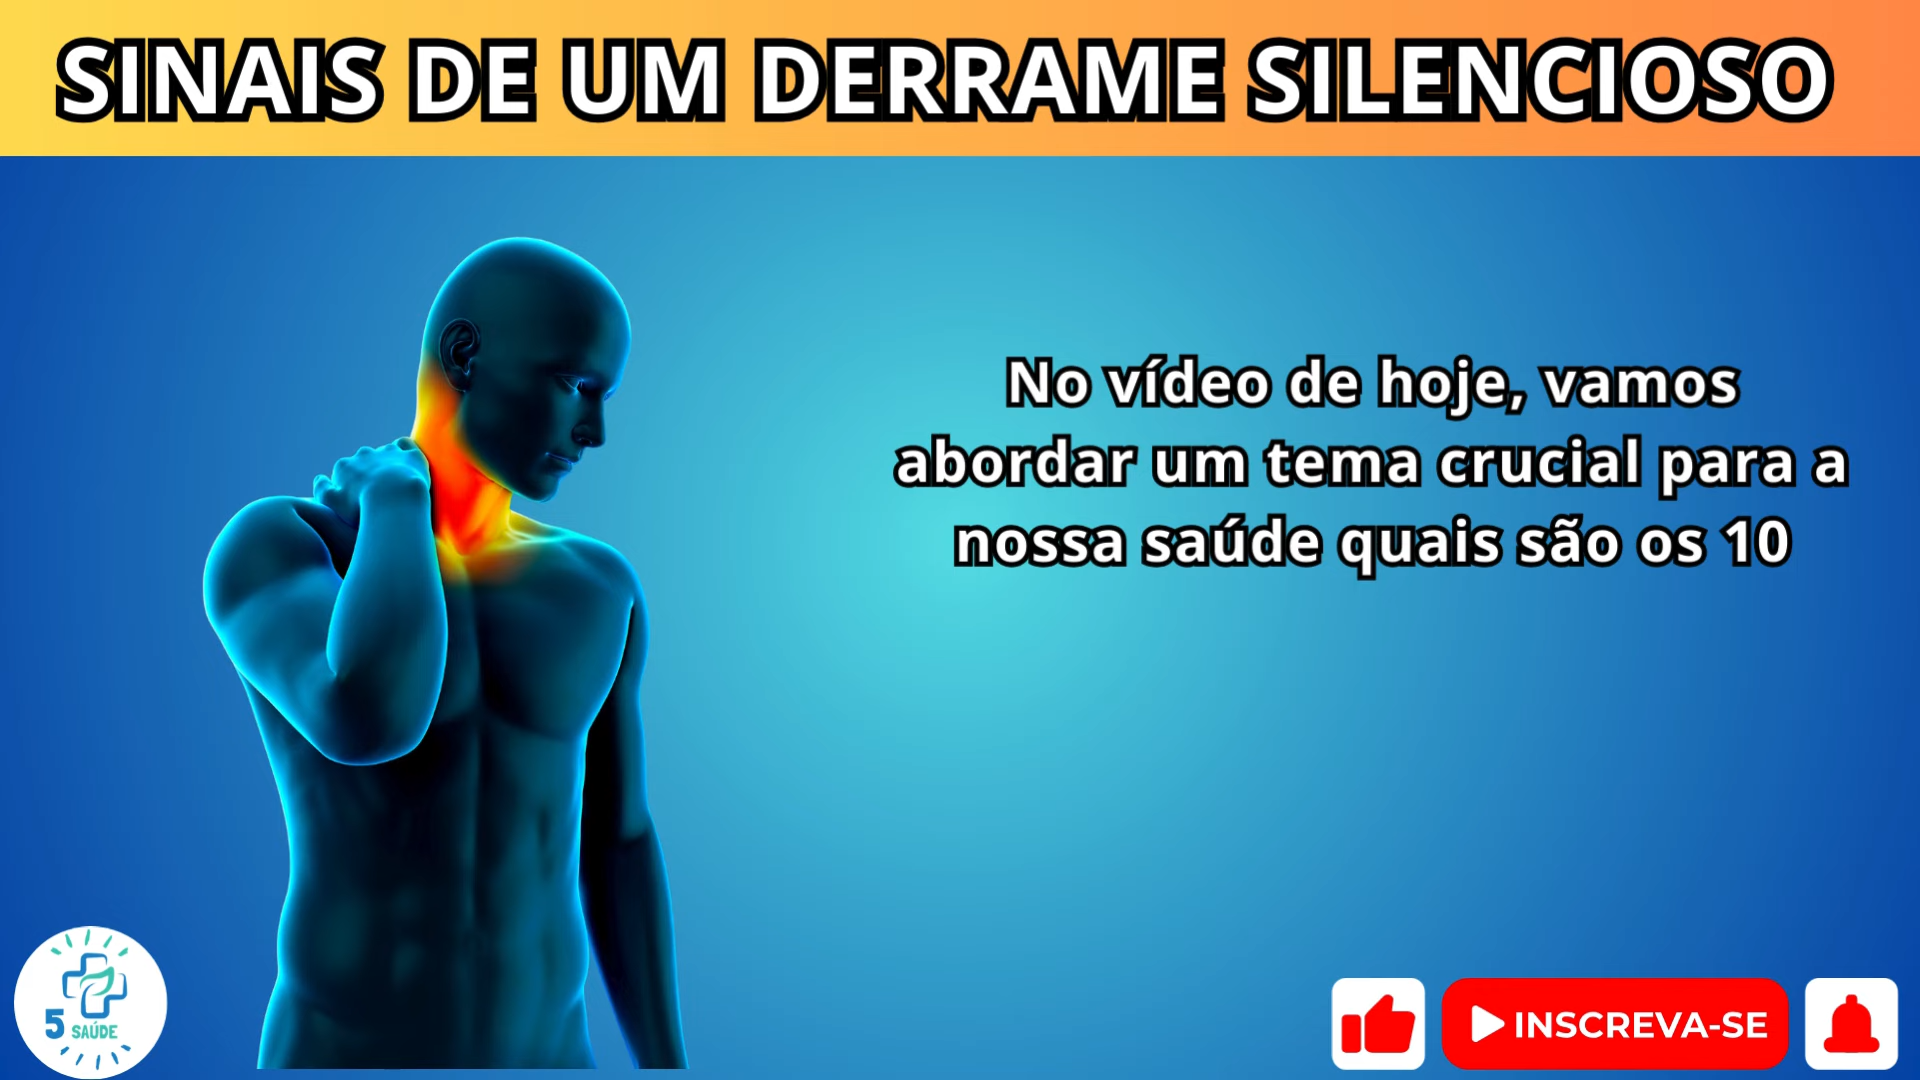 SINAIS DE UM DERRAME SILENCIOSO
No vídeo de hoje, vamos
abordar um tema crucial para a
nossa saúde quais são os 10
5 SAÚDE
INSCREVA-SE